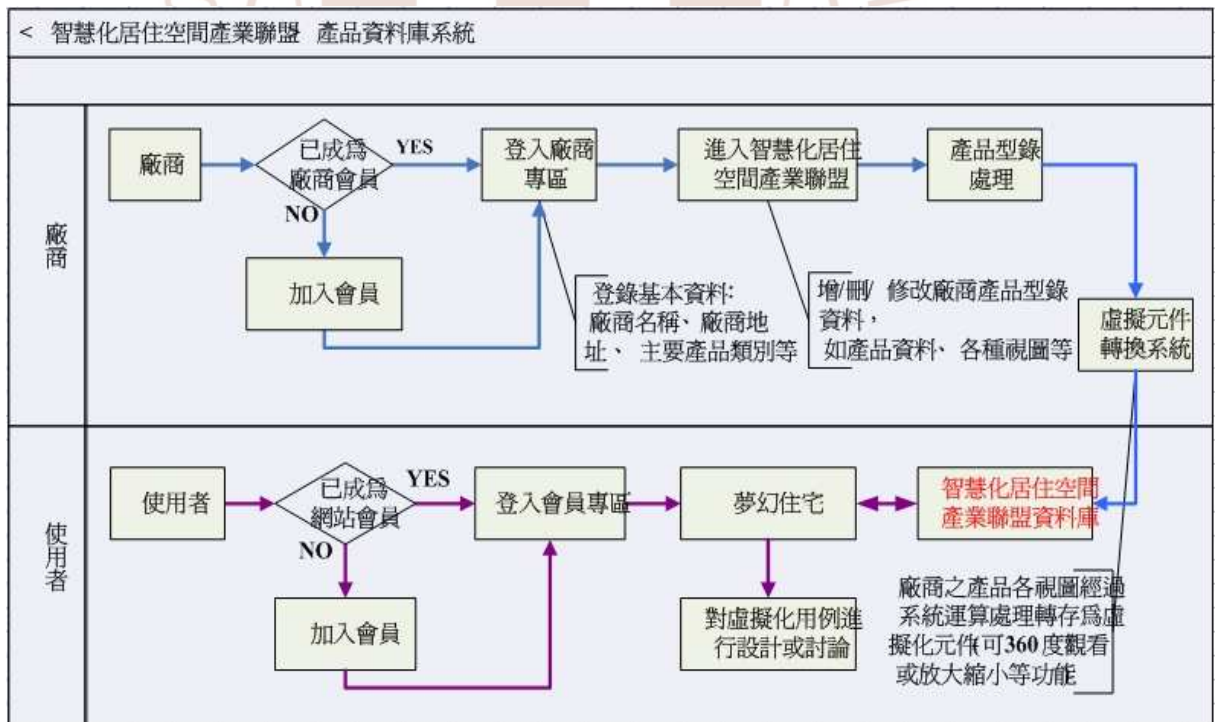 < 智慧化居住空間產業聯盟 產品資料庫系統
廠商
廠商
已成為
廠商會員
YES
NO
加入會員
登入廠商
專區
進入智慧化居住
空間產業聯盟
產品型錄
處理
登錄基本資料:
廠商名稱、廠商地
址、 主要產品類別等
增/刪/ 修改廠商產品型錄
資料，
如產品資料、各種視圖等
虛擬元件
轉換系統
使用者
使用者
已成為
網站會員
YES
NO
加入會員
登入會員專區
夢幻住宅
智慧化居住空間
產業聯盟資料庫
對虛擬化用例進
行設計或討論
廠商之產品各視圖經過
系統運算處理轉存為虛
擬化元件(可360度觀看
或放大縮小等功能